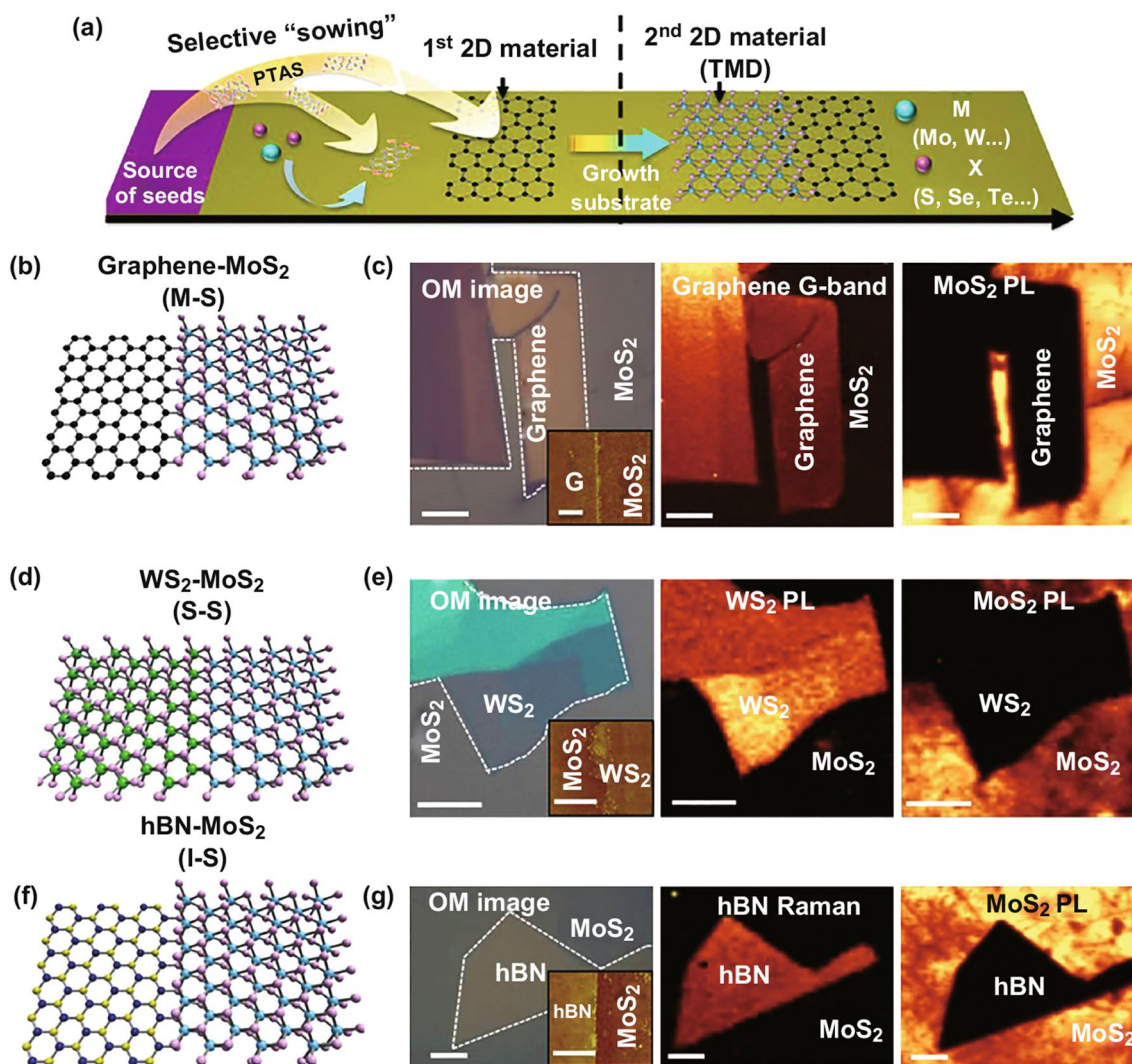 (a)
Selective “sowing”
PTAS
1st 2D material
2nd 2D material
(TMD)
Source
of seeds
Growth
substrate
M
(Mo, W...)
X
(S, Se, Te...)
(b)
Graphene-MoS2
(M-S)
(c)
OM image
Graphene
MoS2
G
MoS2
Graphene G-band
Graphene
MoS2
MoS2 PL
Graphene
MoS2
(d)
WS2-MoS2
(S-S)
(e)
OM image
MoS2
WS2
MoS2
WS2
WS2 PL
WS2
MoS2
MoS2 PL
WS2
MoS2
hBN-MoS2
(I-S)
(f)
(g)
OM image
MoS2
hBN
hBN
MoS2
hBN Raman
hBN
MoS2
MoS2 PL
hBN
MoS2